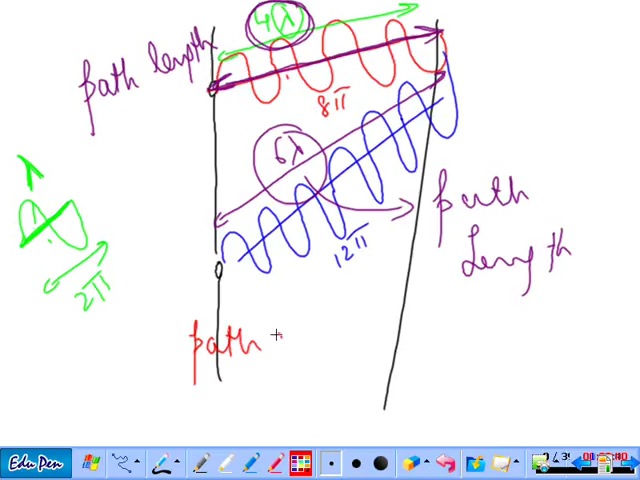 4λ
path length
8π
6λ
λ
path
Length
12π
2π
path
Edu Pen